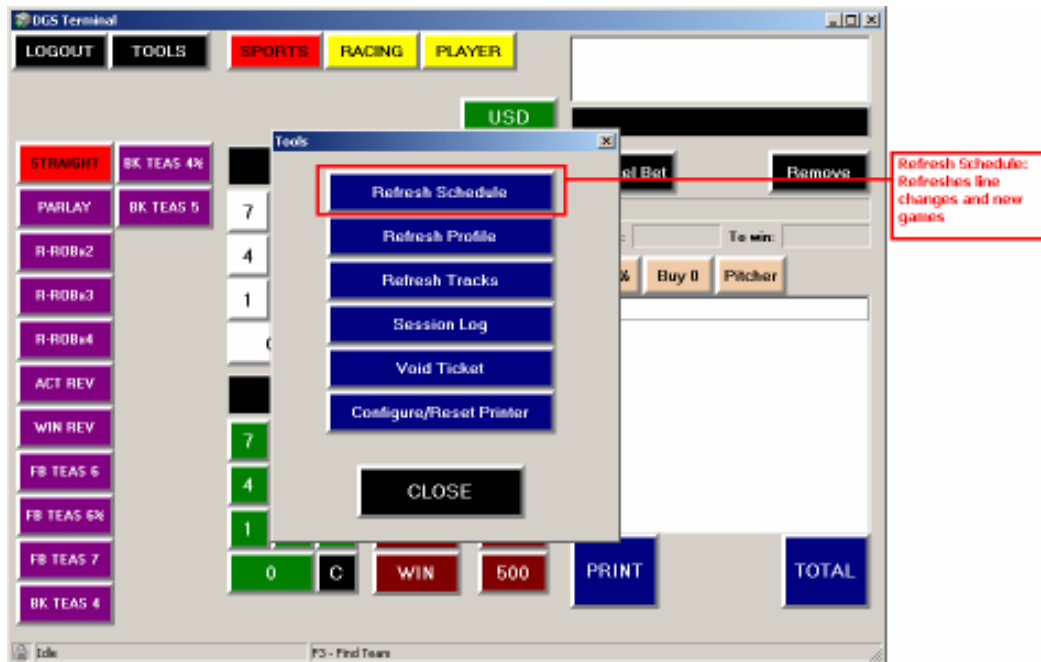 DGS Terminal
LOGOUT TOOLS SPORTS RACING PLAYER
USD
Tools
STRAIGHT BK TEAS 4½ el Bet Remove
Refresh Schedule
Refresh Schedule:
Refreshes line
changes and new
games
PARLAY BK TEAS 5 7
Refresh Profile
To win:
R-ROBx2 4
Refresh Tracks
% Buy 0 Pitcher
R-ROBx3 1
Session Log
R-ROBx4
Void Ticket
ACT REV
Configure/Reset Printer
WIN REV 7
FB TEAS 6 4
CLOSE
FB TEAS 6½ 1
FB TEAS 7 0 C WIN 500 PRINT TOTAL
BK TEAS 4
Idle F3 - Find Team